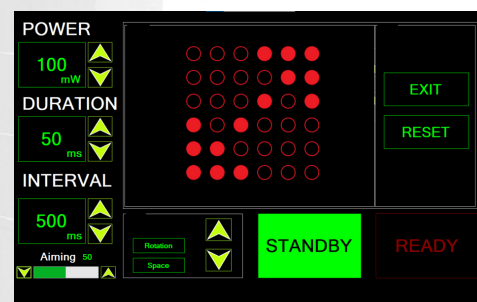 POWER
100
mW
DURATION
50
ms
INTERVAL
500
ms
Aiming 50
Rotation
Space
STANDBY
READY
EXIT
RESET